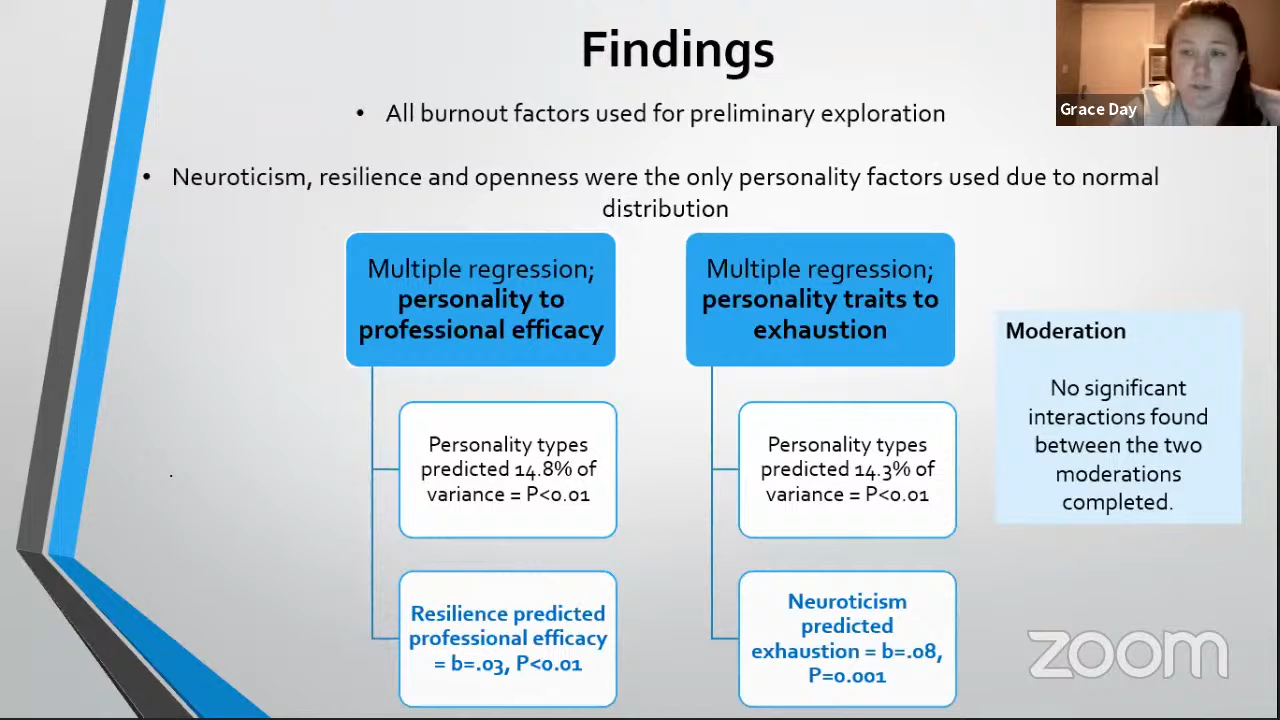 Findings
Grace Day
• All burnout factors used for preliminary exploration
• Neuroticism, resilience and openness were the only personality factors used due to normal
distribution
Multiple regression;
personality to
professional efficacy
Personality types
predicted 14.8% of
variance = P<0.01
Resilience predicted
professional efficacy
= b=.03, P<0.01
Multiple regression;
personality traits to
exhaustion
Personality types
predicted 14.3% of
variance = P<0.01
Neuroticism
predicted
exhaustion = b=.08,
P=0.001
Moderation
No significant
interactions found
between the two
moderations
completed.
zoom